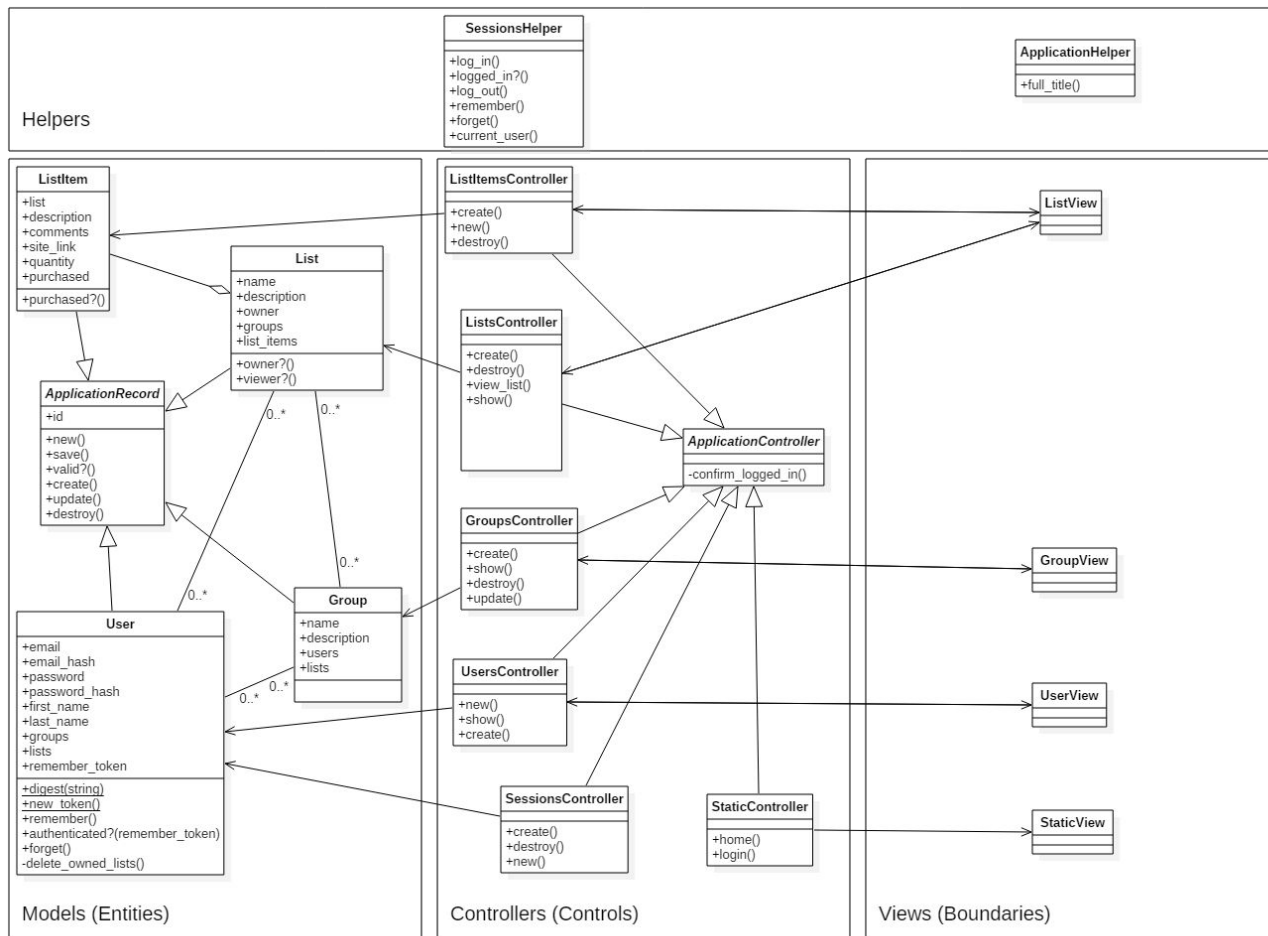 SessionsHelper
+log_in()
+logged_in?()
+log_out()
+remember()
+forget()
+current_user()
ApplicationHelper
+full_title()
Helpers
ListItem
+list
+description
+comments
+site_link
+quantity
+purchased
+purchased?()
List
+name
+description
+owner
+groups
+list_items
+owner?()
+viewer?()
ApplicationRecord
+id
+new()
+save()
+valid?()
+create()
+update()
+destroy()
0..*
0..*
0..*
0..*
Group
+name
+description
+users
+lists
0..*
0..*
User
+email
+email_hash
+password
+password_hash
+first_name
+last_name
+groups
+lists
+remember_token
+digest(string)
+new_token()
+remember()
+authenticated?(remember_token)
+forget()
-delete_owned_lists()
Models (Entities)
ListItemsController
+create()
+new()
+destroy()
ListsController
+create()
+destroy()
+view_list()
+show()
ApplicationController
-confirm_logged_in()
GroupsController
+create()
+show()
+destroy()
+update()
UsersController
+new()
+show()
+create()
SessionsController
+create()
+destroy()
+new()
StaticController
+home()
+login()
Controllers (Controls)
ListView
GroupView
UserView
StaticView
Views (Boundaries)